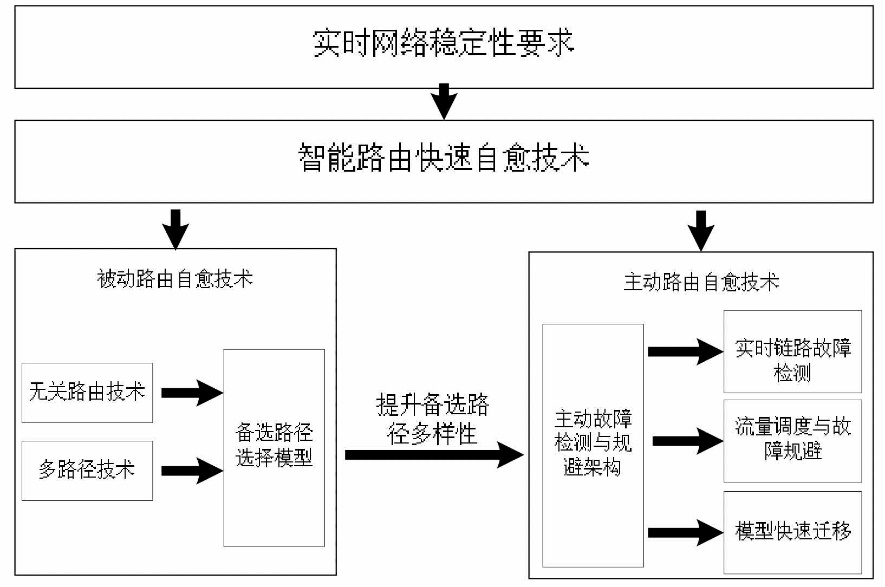 实时网络稳定性要求
智能路由快速自愈技术
被动路由自愈技术
无关路由技术
多路径技术
备选路径
选择模型
提升备选路
径多样性
主动路由自愈技术
主动故障
检测与规
避架构
实时链路故障
检测
流量调度与故
障规避
模型快速迁移